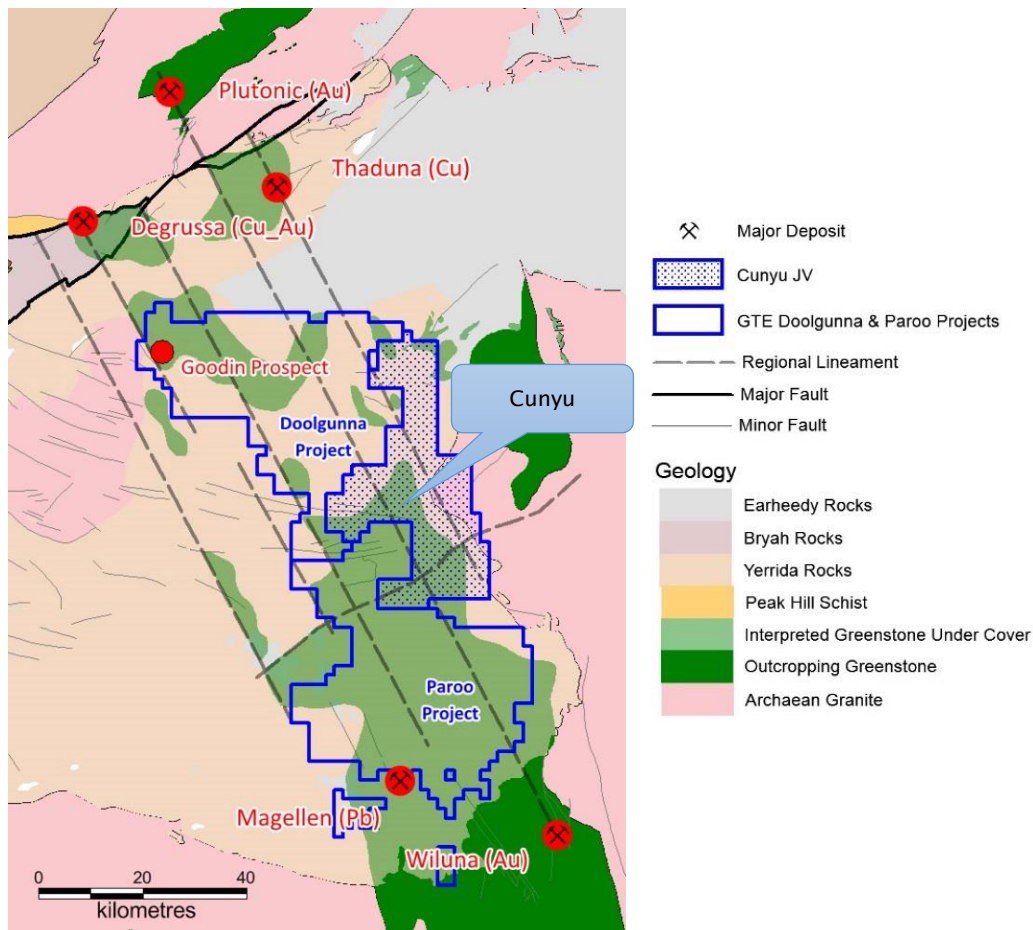 Plutonic (Au)
Thaduna (Cu)
Degrussa (Cu_Au)
Goodin Prospect
Cunyu
Doolgunna
Project
Paroo
Project
Magellen (Pb)
Wiluna (Au)
0 20 40
kilometres
Major Deposit
Cunyu JV
GTE Doolgunna & Paroo Projects
Regional Lineament
Major Fault
Minor Fault
Geology
Earheedy Rocks
Bryah Rocks
Yerrida Rocks
Peak Hill Schist
Interpreted Greenstone Under Cover
Outcropping Greenstone
Archaean Granite